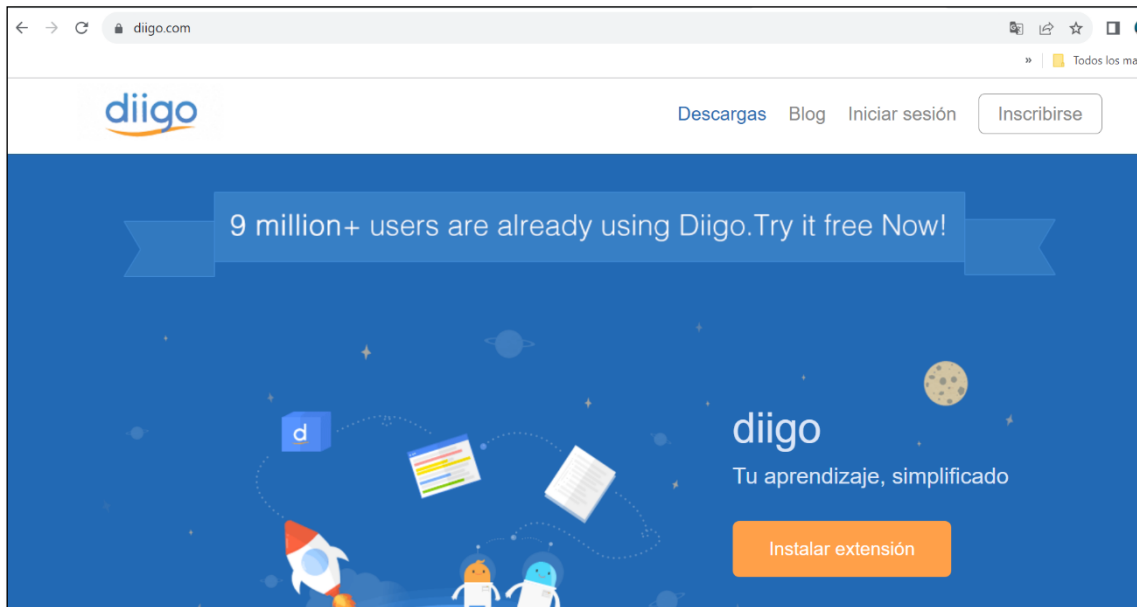 diigo.com
» Todos los ma
diigo
Descargas Blog Iniciar sesión Inscribirse
9 million+ users are already using Diigo.Try it free Now!
d
diigo
Tu aprendizaje, simplificado
Instalar extensión